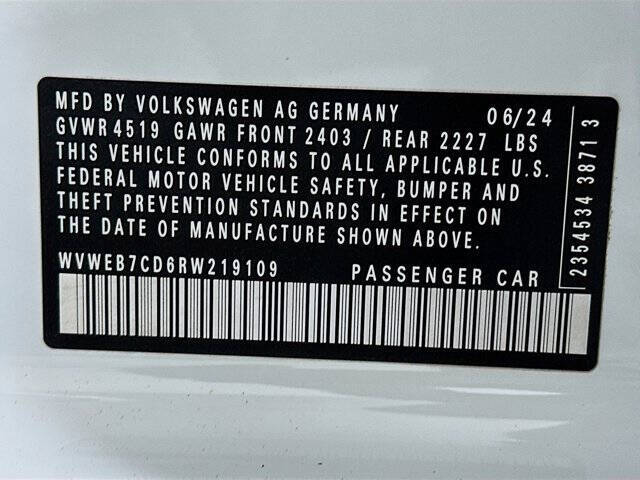 MFD BY VOLKSWAGEN AG GERMANY 06/24
GVWR 4519 GAWR FRONT 2403 / REAR 2227 LBS
THIS VEHICLE CONFORMS TO ALL APPLICABLE U.S.
FEDERAL MOTOR VEHICLE SAFETY, BUMPER AND
THEFT PREVENTION STANDARDS IN EFFECT ON
THE DATE OF MANUFACTURE SHOWN ABOVE.
WVWEB7CD6RW219109 PASSENGER CAR
2354534 3871 3